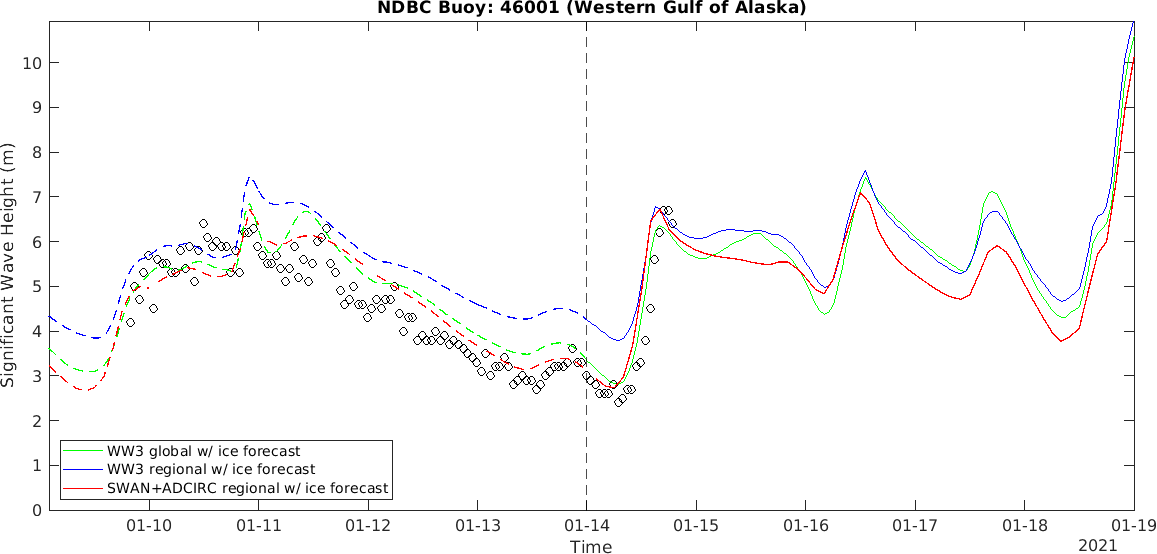 NDBC Buoy: 46001 (Western Gulf of Alaska)
Significant Wave Height (m)
10
9
8
7
6
5
4
3
2
1
0
WW3 global w/ ice forecast
WW3 regional w/ ice forecast
SWAN+ADCIRC regional w/ ice forecast
01-10 01-11 01-12 01-13 01-14 01-15 01-16 01-17 01-18 01-19
Time
2021